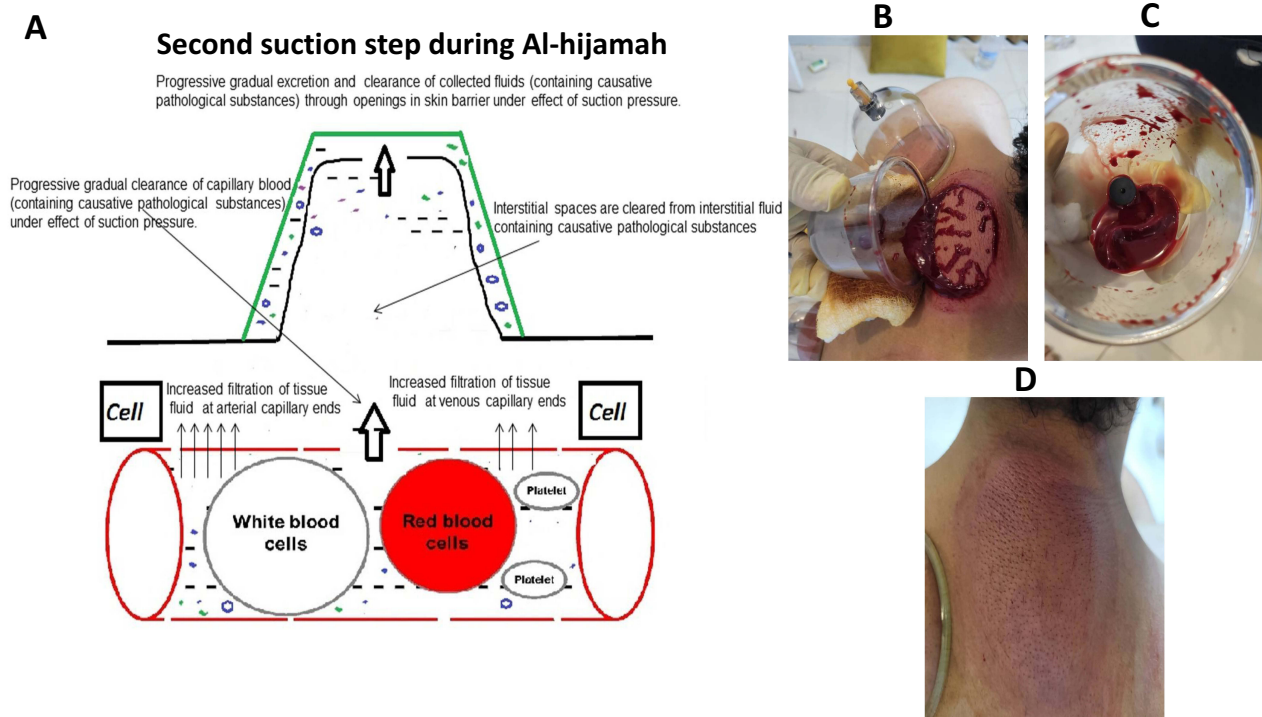 A
Second suction step during Al-hijamah
Progressive gradual excretion and clearance of collected fluids (containing causative
pathological substances) through openings in skin barrier under effect of suction pressure.
Progressive gradual clearance of capillary blood
(containing causative pathological substances)
under effect of suction pressure.
Interstitial spaces are cleared from interstitial fluid
containing causative pathological substances
Cell
Increased filtration of tissue
fluid at arterial capillary ends
Increased filtration of tissue
fluid at venous capillary ends
Cell
White blood
cells
Red blood
cells
Platelet
Plotelet
B
C
D